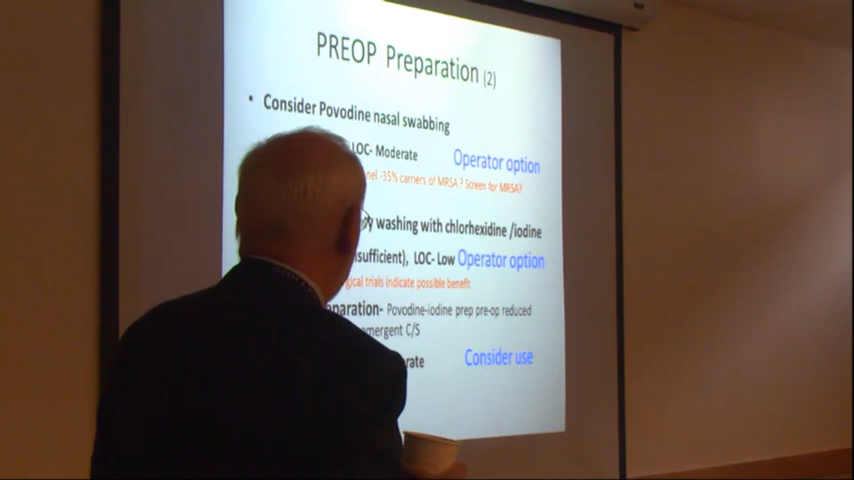 PREOP Preparation (2)
• Consider Povodine nasal swabbing
LOC- Moderate Operator option
nel -35% carriers of MRSA ? Screen for MRSA?
y washing with chlorhexidine /iodine
sufficient), LOC- Low Operator option
gical trials indicate possible benefit
paration- Povodine-iodine prep pre-op reduced
emergent C/S
rate Consider use